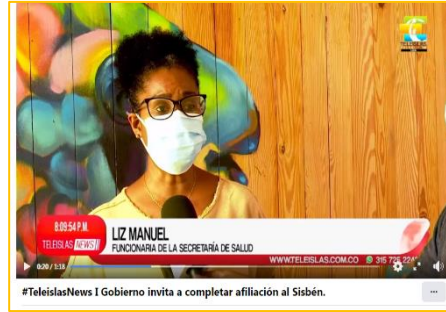 TELEISLAS
8:09:54 P.M.
TELEISLAS NEWS
LIZ MANUEL
FUNCIONARIA DE LA SECRETARÍA DE SALUD
WWW.TELEISLAS.COM.CO
0:20 / 1:18
#TeleislasNews I Gobierno invita a completar afiliación al Sisbén.